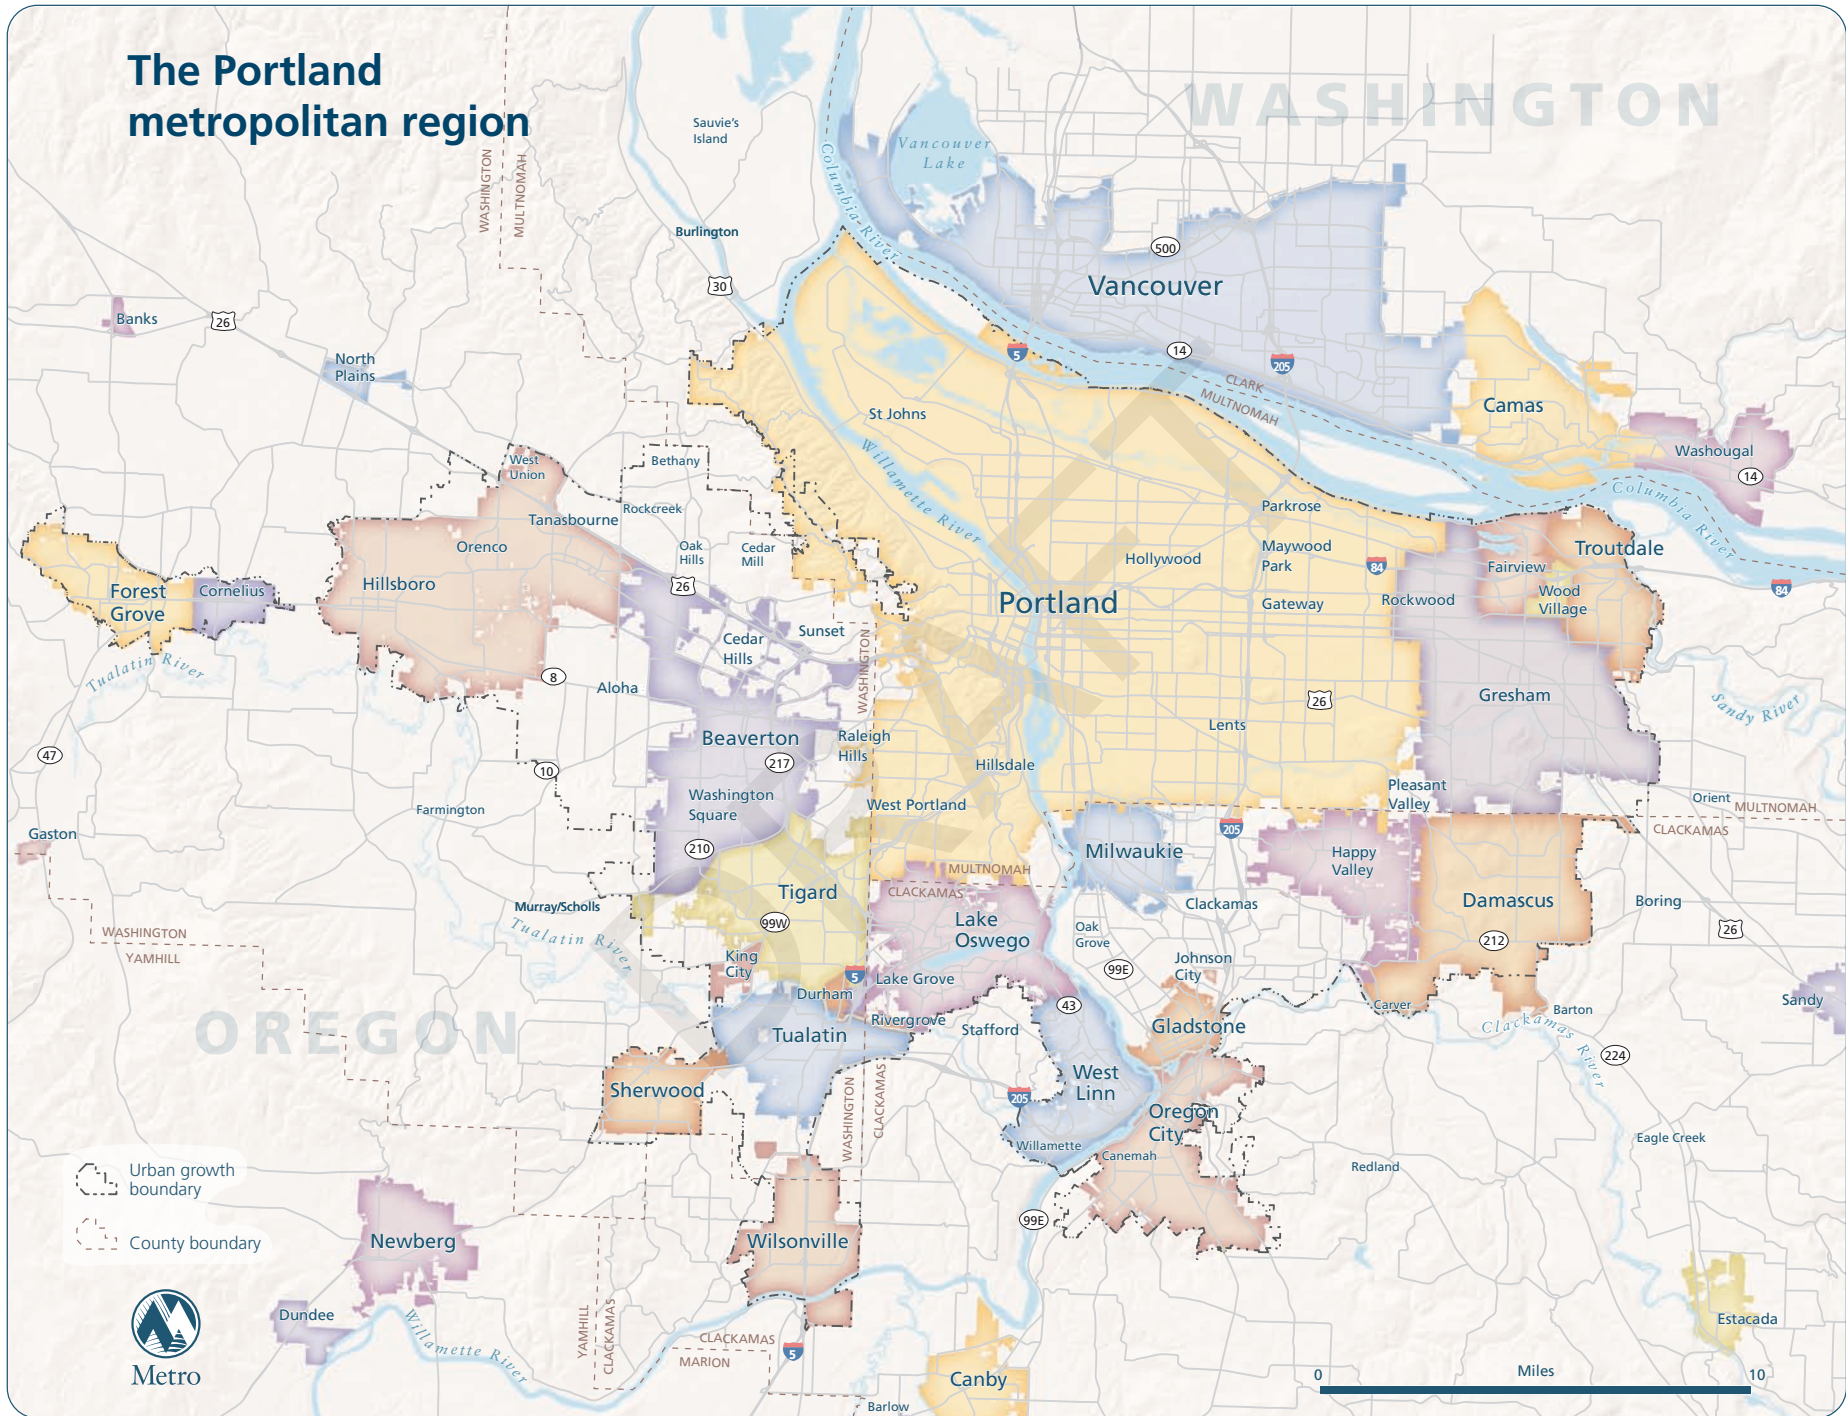 The Portland
metropolitan region
WASHINGTON
Sauvie's
Island
Vancouver
Lake
Columbia River
WASHINGTON
MULTNOMAH
Burlington
500
30
Vancouver
Banks
26
North
Plains
5
14
205
CLARK
MULTNOMAH
Camas
St Johns
Washougal
14
West
Union
Bethany
Willamette River
Columbia River
Rockcreek
Tanasbourne
Parkrose
Orenco
Oak
Hills
Cedar
Mill
Hollywood
Maywood
Park
84
Troutdale
Fairview
Hillsboro
26
Forest
Grove
Cornelius
Portland
Gateway
Rockwood
Wood
Village
84
Cedar
Hills
Sunset
WASHINGTON
Tualatin River
8
Aloha
26
Gresham
Sandy River
Lents
Beaverton
217
Raleigh
Hills
Hillsdale
47
10
Washington
Square
West Portland
Pleasant
Valley
Orient
MULTNOMAH
CLACKAMAS
Farmington
Gaston
210
205
Milwaukie
Happy
Valley
MULTNOMAH
CLACKAMAS
Tigard
Murray/Scholls
99W
Lake
Oswego
Clackamas
Damascus
Boring
212
26
WASHINGTON
YAMHILL
Tualatin River
Oak
Grove
King
City
5
Lake Grove
99E
Johnson
City
Durham
43
Carver
Barton
Sandy
OREGON
Rivergrove
Stafford
Gladstone
Clackamas River
Tualatin
224
Sherwood
West
Linn
205
WASHINGTON
CLACKAMAS
Oregon
City
Willamette
Canemah
Eagle Creek
Redland
Urban growth
boundary
County boundary
99E
Newberg
Wilsonville
Dundee
Estacada
Metro
Willamette River
YAMHILL
CLACKAMAS
CLACKAMAS
MARION
5
Canby
Barlow
0
Miles
10
DRAFT